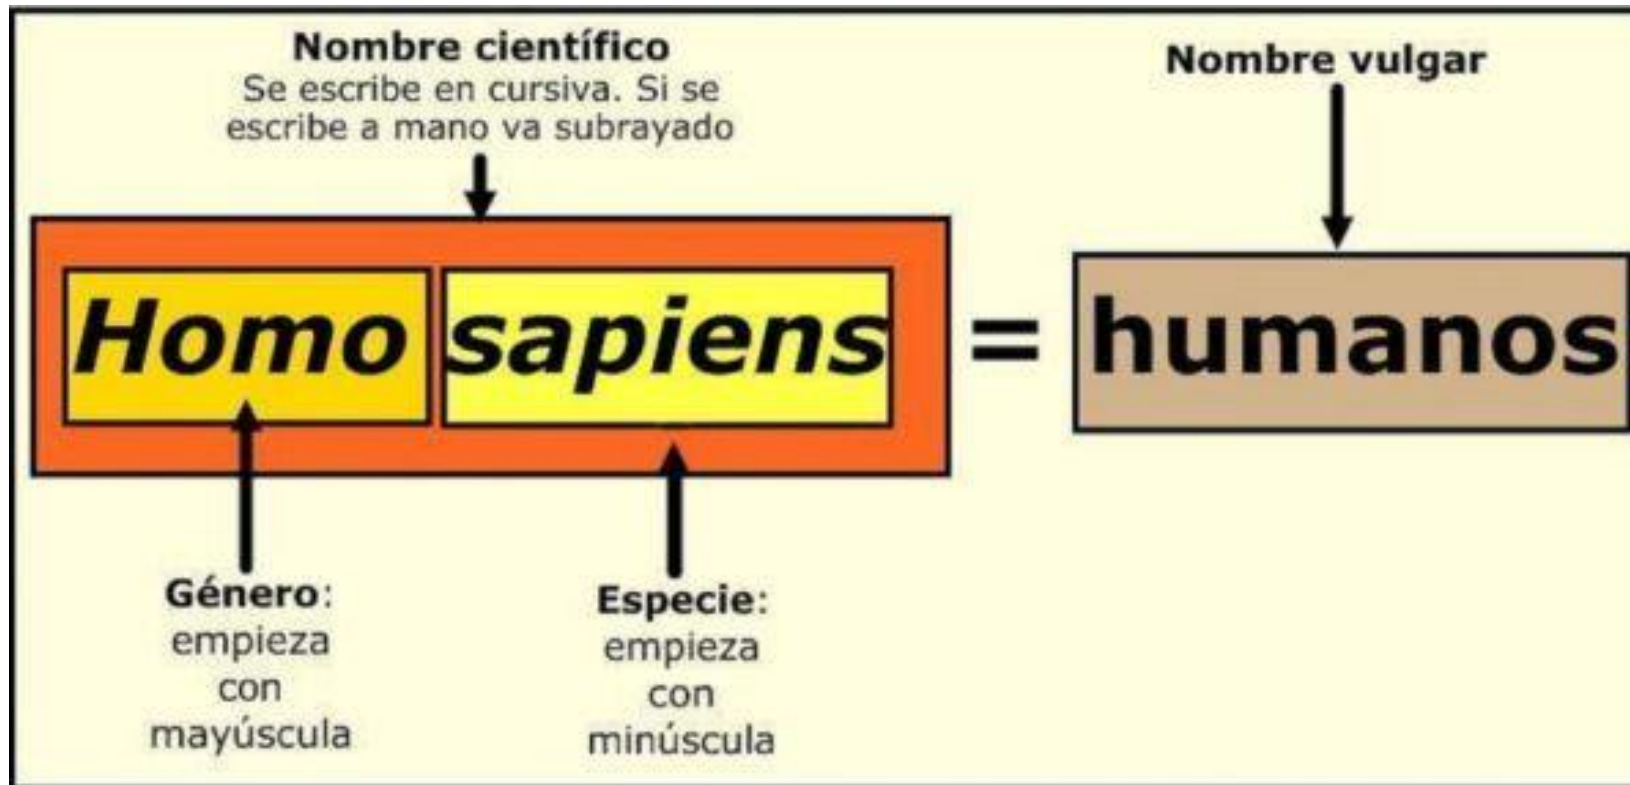 Nombre científico
Se escribe en cursiva. Si se
escribe a mano va subrayado
Nombre vulgar
Homo sapiens = humanos
Género:
empieza
con
mayúscula
Especie:
empieza
con
minúscula